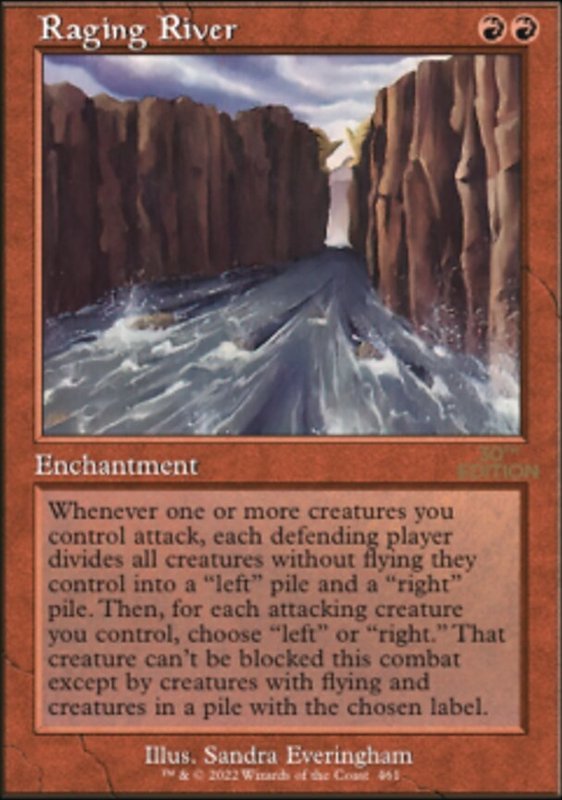 Raging River
Enchantment
30TH
EDITION
Whenever one or more creatures you
control attack, each defending player
divides all creatures without flying they
control into a “left” pile and a “right”
pile. Then, for each attacking creature
you control, choose “left” or “right.” That
creature can't be blocked this combat
except by creatures with flying and
creatures in a pile with the chosen label.
Illus. Sandra Everingham
™ & © 2022 Wizards of the Coast 461